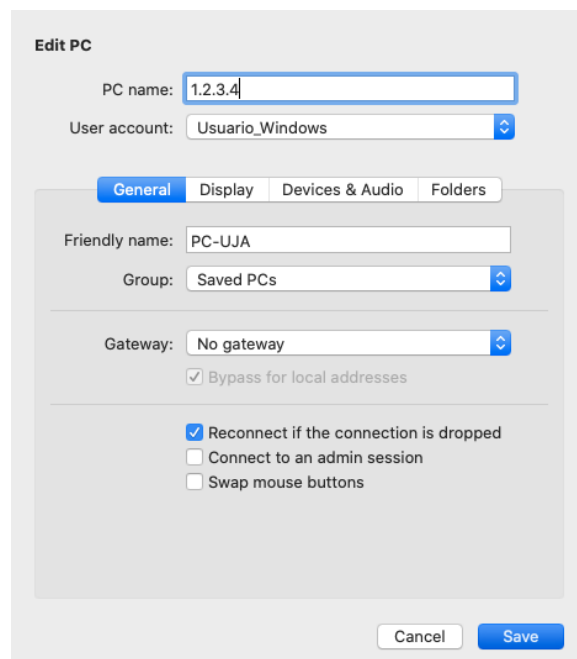 Edit PC
PC name: 1.2.3.4
User account: Usuario_Windows
General Display Devices & Audio Folders
Friendly name: PC-UJA
Group: Saved PCs
Gateway: No gateway
Bypass for local addresses
Reconnect if the connection is dropped
Connect to an admin session
Swap mouse buttons
Cancel Save